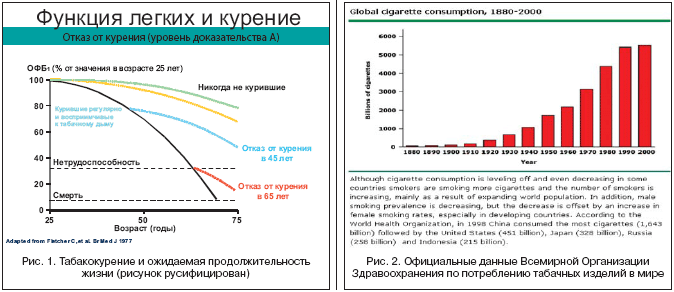 Функция легких и курение
Отказ от курения (уровень доказательства А)
ОФБ1 (% от значения в возрасте 25 лет)
100
80
60
40
20
0
Никогда не курившие
Курившие регулярно
и восприимчивые
к табачному дыму
Отказ от курения
в 45 лет
Нетрудоспособность
Отказ от курения
в 65 лет
Смерть
25
50
75
Возраст (годы)
Adapted from Fletcher C, et al. Br Med J 1977
Рис. 1. Табакокурение и ожидаемая продолжительность
жизни (рисунок русифицирован)
Global cigarette consumption, 1880-2000
Billions of cigarettes
6000
5000
4000
3000
2000
1000
0
1880 1890 1900 1910 1920 1930 1940 1950 1960 1970 1980 1990 2000
Year
Although cigarette consumption is leveling off and even decreasing in some
countries smokers are smoking more cigarettes and the number of smokers is
increasing, mainly as a result of expanding world population. In addition, male
smoking prevalence is decreasing, but the decrease is offset by an increase in
female smoking rates, especially in developing countries. According to the
World Health Organization, in 1998 China consumed the most cigarettes (1,643
billion) followed by the United States (451 billion), Japan (328 billion), Russia
(258 billion) and Indonesia (215 billion).
Рис. 2. Официальные данные Всемирной Организации
Здравоохранения по потреблению табачных изделий в мире